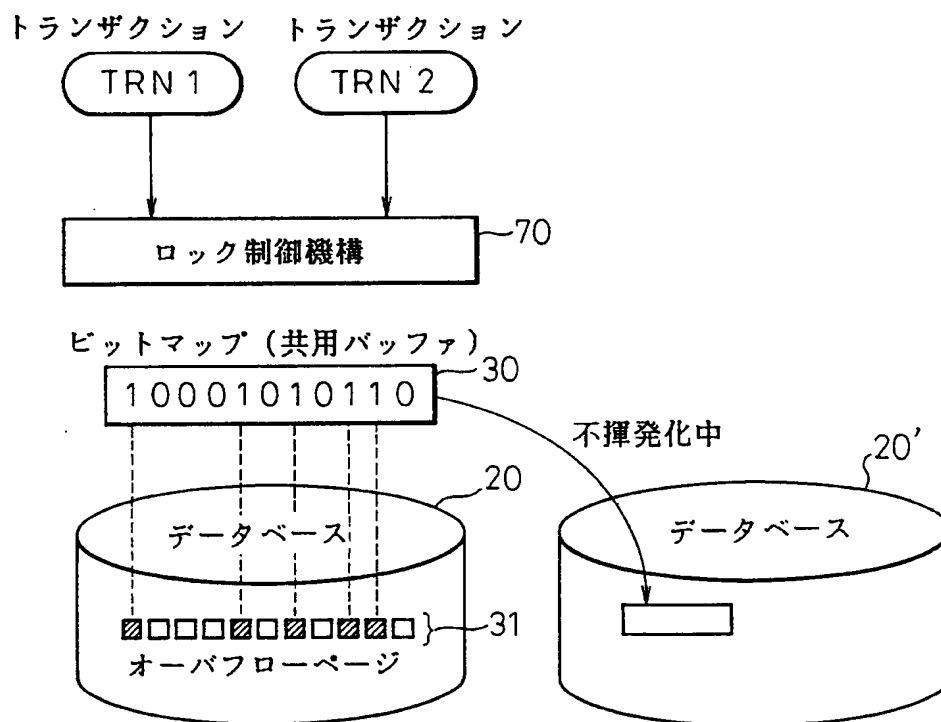 トランザクション トランザクション
TRN 1 TRN 2
ロック制御機構 70
ビットマップ (共用バッファ)
30
10001010110
不揮発化中
20 20'
データベース データベース
31
オーバフローページ